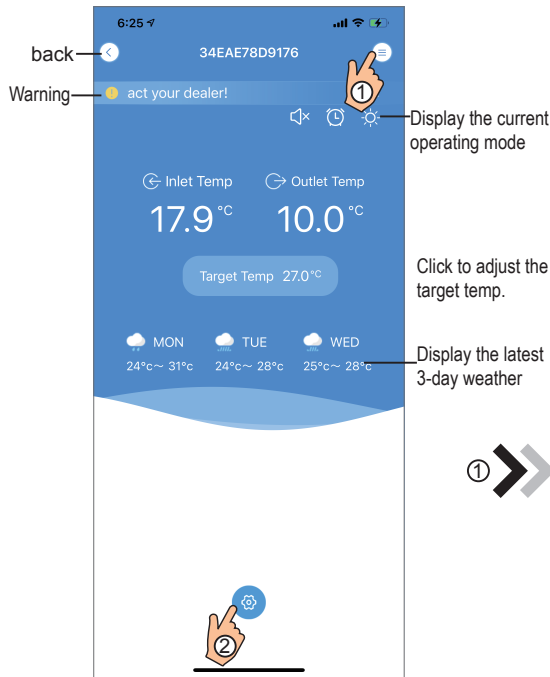 6:25
back
34EAE78D9176
Warning
act your dealer!
①
Display the current
operating mode
Inlet Temp
Outlet Temp
17.9°C
10.0°C
Target Temp 27.0°C
Click to adjust the
target temp.
MON
TUE
WED
24°c~ 31°c
24°c~ 28°c
25°c~ 28°c
Display the latest
3-day weather
①
②